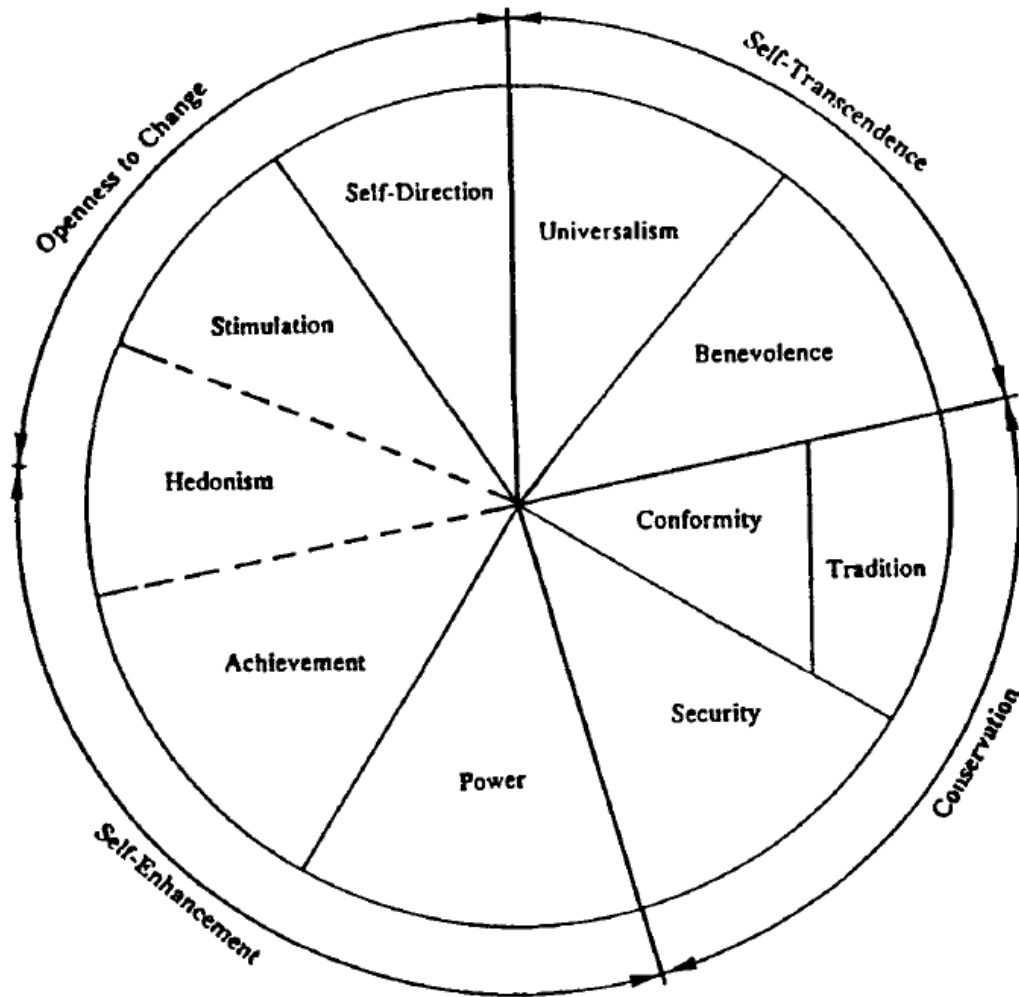 Self-Transcendence
Openness to Change
Self-Direction
Universalism
Stimulation
Benevolence
Hedonism
Conformity
Tradition
Achievement
Security
Power
Conservation
Self-Enhancement